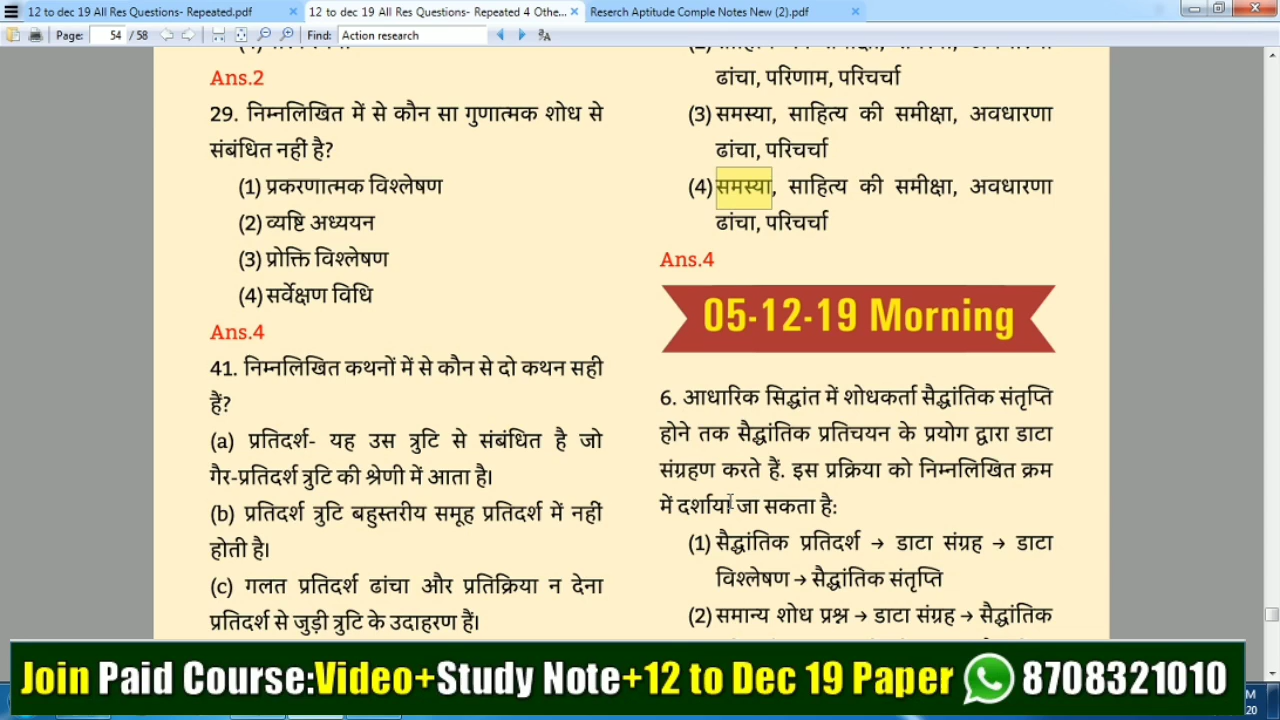 12 to dec 19 All Res Questions- Repeated.pdf
12 to dec 19 All Res Questions- Repeated 4 Othe...
Reserch Aptitude Comple Notes New (2).pdf
Page: 54 / 58
Find: Action research
Ans.2
29. निम्नलिखित में से कौन सा गुणात्मक शोध से
संबंधित नहीं है?
(1) प्रकरणात्मक विश्लेषण
(2) व्यष्टि अध्ययन
(3) प्रोक्ति विश्लेषण
(4) सर्वेक्षण विधि
Ans.4
41. निम्नलिखित कथनों में से कौन से दो कथन सही
हैं?
(a) प्रतिदर्श- यह उस त्रुटि से संबंधित है जो
गैर-प्रतिदर्श त्रुटि की श्रेणी में आता है।
(b) प्रतिदर्श त्रुटि बहुस्तरीय समूह प्रतिदर्श में नहीं
होती है।
(c) गलत प्रतिदर्श ढांचा और प्रतिक्रिया न देना
प्रतिदर्श से जुड़ी त्रुटि के उदाहरण हैं।
ढांचा, परिणाम, परिचर्चा
(3) समस्या, साहित्य की समीक्षा, अवधारणा
ढांचा, परिचर्चा
(4) समस्या, साहित्य की समीक्षा, अवधारणा
ढांचा, परिचर्चा
Ans.4
05-12-19 Morning
6. आधारिक सिद्धांत में शोधकर्ता सैद्धांतिक संतृप्ति
होने तक सैद्धांतिक प्रतिचयन के प्रयोग द्वारा डाटा
संग्रहण करते हैं. इस प्रक्रिया को निम्नलिखित क्रम
में दर्शाया जा सकता है:
(1) सैद्धांतिक प्रतिदर्श → डाटा संग्रह → डाटा
विश्लेषण → सैद्धांतिक संतृप्ति
(2) समान्य शोध प्रश्न → डाटा संग्रह → सैद्धांतिक
Join Paid Course:Video+Study Note+12 to Dec 19 Paper 8708321010
M
20